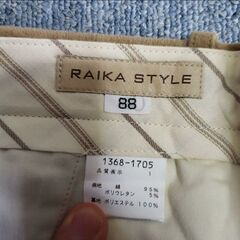 RAIKA STYLE
88
1368-1705
品質表示 1
表地 綿 95%
ポリウレタン 5%
裏地 ポリエステル 100%